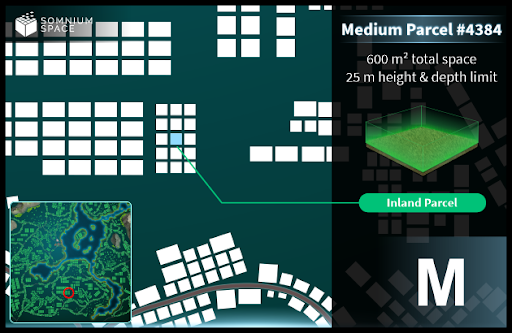 SOMNIUM
SPACE
Medium Parcel #4384
600 m² total space
25 m height & depth limit
Inland Parcel
M